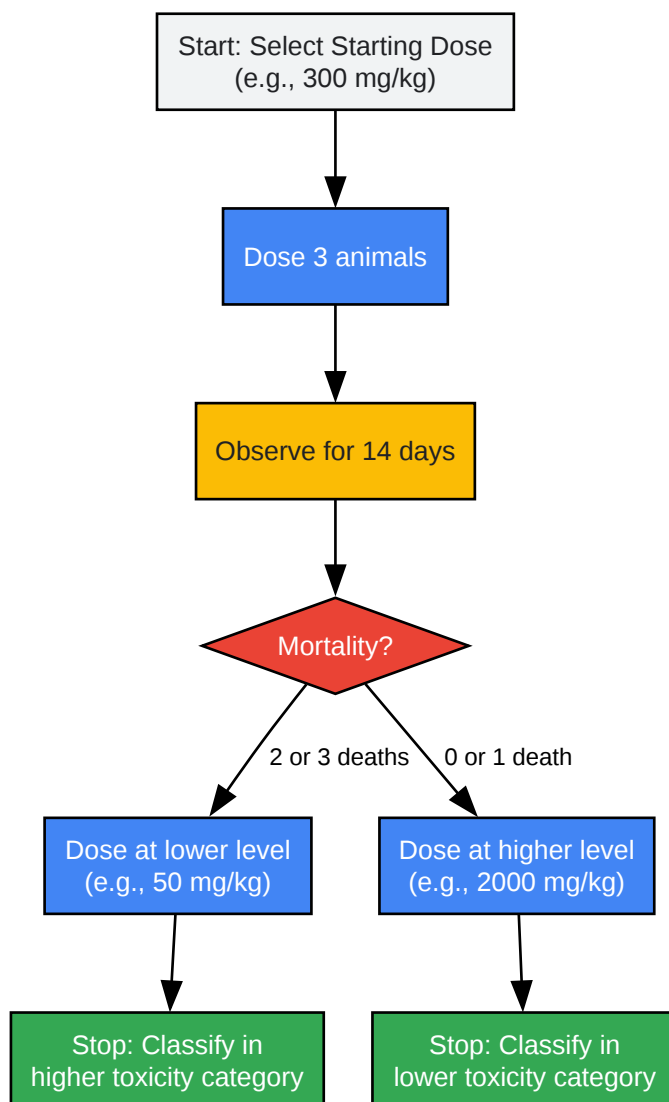 Start: Select Starting Dose
(e.g., 300 mg/kg)
Dose 3 animals
Observe for 14 days
Mortality?
2 or 3 deaths
0 or 1 death
Dose at lower level
(e.g., 50 mg/kg)
Dose at higher level
(e.g., 2000 mg/kg)
Stop: Classify in
higher toxicity category
Stop: Classify in
lower toxicity category